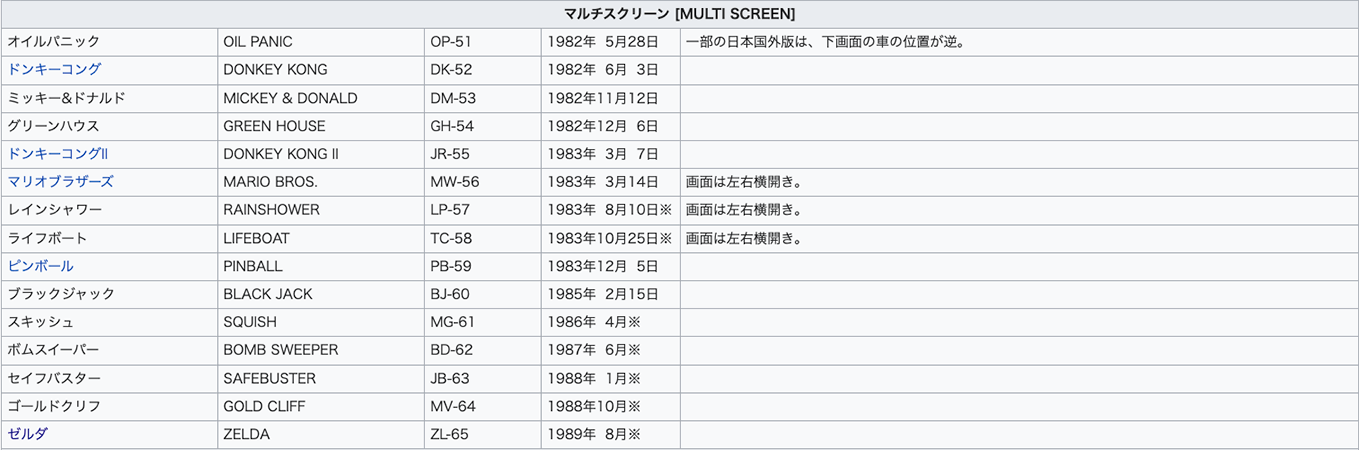 マルチスクリーン [MULTI SCREEN]
オイルパニック OIL PANIC OP-51 1982年 5月28日 一部の日本国外版は、下画面の車の位置が逆。
ドンキーコング DONKEY KONG DK-52 1982年 6月 3日
ミッキー&ドナルド MICKEY & DONALD DM-53 1982年11月12日
グリーンハウス GREEN HOUSE GH-54 1982年12月 6日
ドンキーコングII DONKEY KONG II JR-55 1983年 3月 7日
マリオブラザーズ MARIO BROS. MW-56 1983年 3月14日 画面は左右横開き。
レインシャワー RAINSHOWER LP-57 1983年 8月10日※ 画面は左右横開き。
ライフボート LIFEBOAT TC-58 1983年10月25日※ 画面は左右横開き。
ピンボール PINBALL PB-59 1983年12月 5日
ブラックジャック BLACK JACK BJ-60 1985年 2月15日
スキッシュ SQUISH MG-61 1986年 4月※
ボムスイーパー BOMB SWEEPER BD-62 1987年 6月※
セイフバスター SAFEBUSTER JB-63 1988年 1月※
ゴールドクリフ GOLD CLIFF MV-64 1988年10月※
ゼルダ ZELDA ZL-65 1989年 8月※